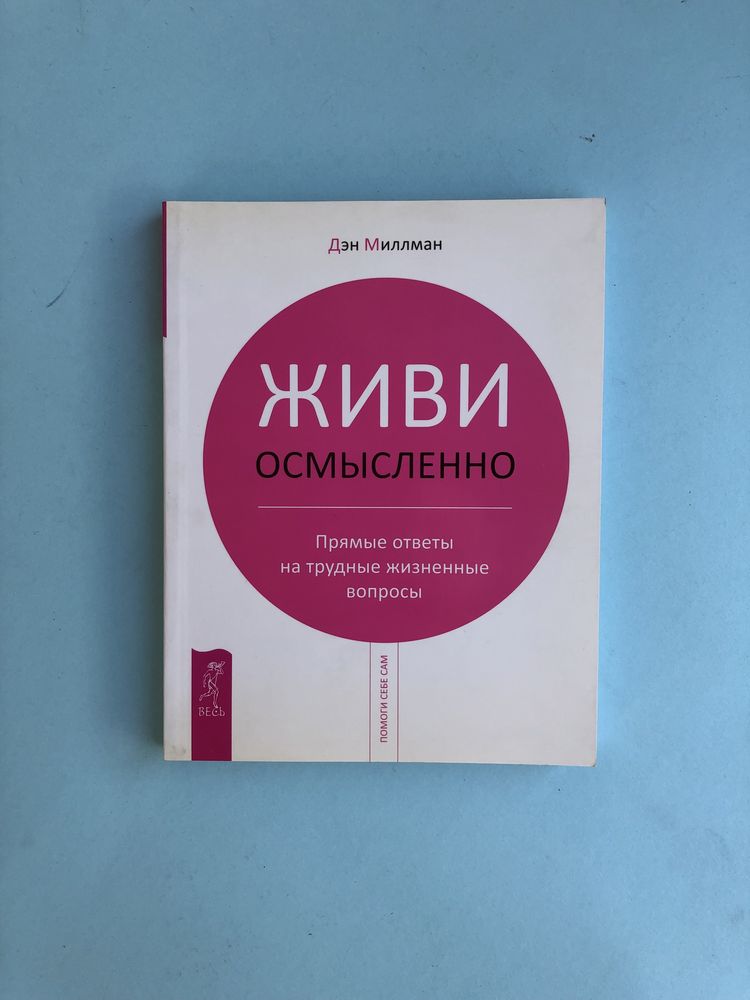 Дэн Миллман
ЖИВИ
ОСМЫСЛЕННО
Прямые ответы
на трудные жизненные
вопросы
ПОМОГИ СЕБЕ САМ
ВЕСЬ